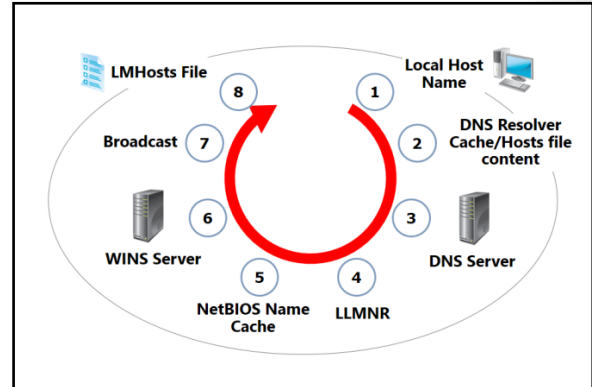 LMHosts File
8
1
Local Host
Name
Broadcast
7
2
DNS Resolver
Cache/Hosts file
content
6
3
WINS Server
DNS Server
5
4
NetBIOS Name
Cache
LLMNR